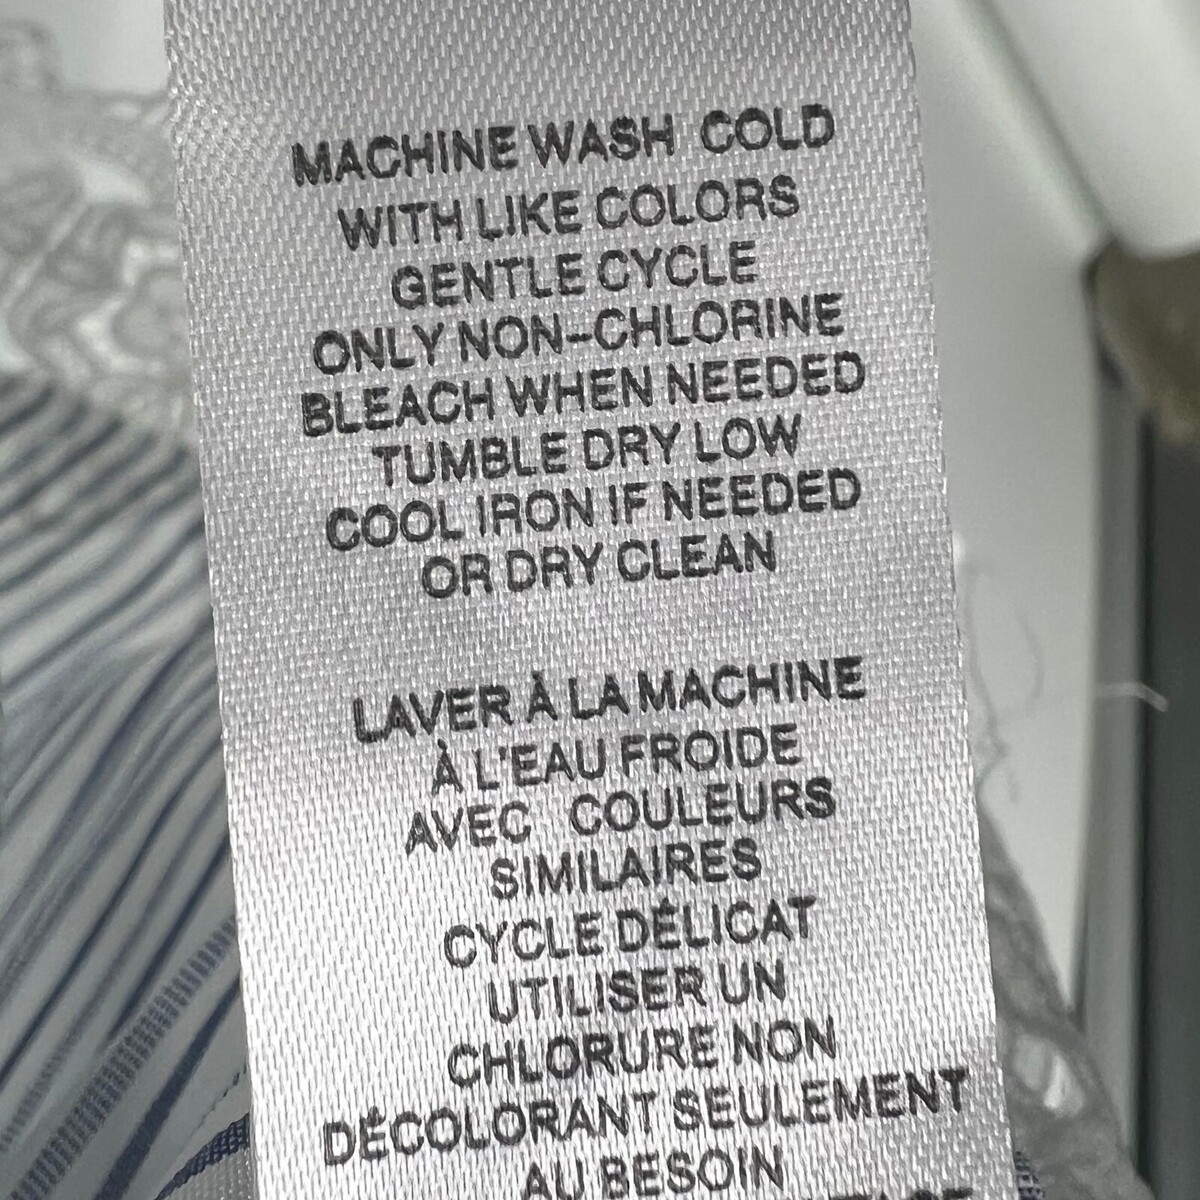 MACHINE WASH COLD
WITH LIKE COLORS
GENTLE CYCLE
ONLY NON-CHLORINE
BLEACH WHEN NEEDED
TUMBLE DRY LOW
COOL IRON IF NEEDED
OR DRY CLEAN
LAVER À LA MACHINE
À L'EAU FROIDE
AVEC COULEURS
SIMILAIRES
CYCLE DÉLICAT
UTILISER UN
CHLORURE NON
DÉCOLORANT SEULEMENT
AU BESOIN